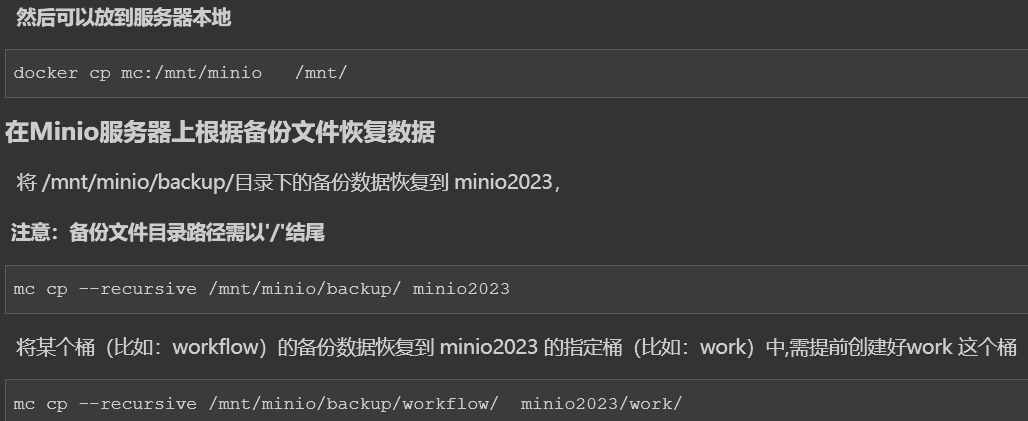 然后可以放到服务器本地
docker cp mc:/mnt/minio   /mnt/
在Minio服务器上根据备份文件恢复数据
将 /mnt/minio/backup/目录下的备份数据恢复到 minio2023，
注意：备份文件目录路径需以'/'结尾
mc cp --recursive /mnt/minio/backup/ minio2023
将某个桶（比如：workflow）的备份数据恢复到 minio2023 的指定桶（比如：work）中,需提前创建好work 这个桶
mc cp --recursive /mnt/minio/backup/workflow/  minio2023/work/